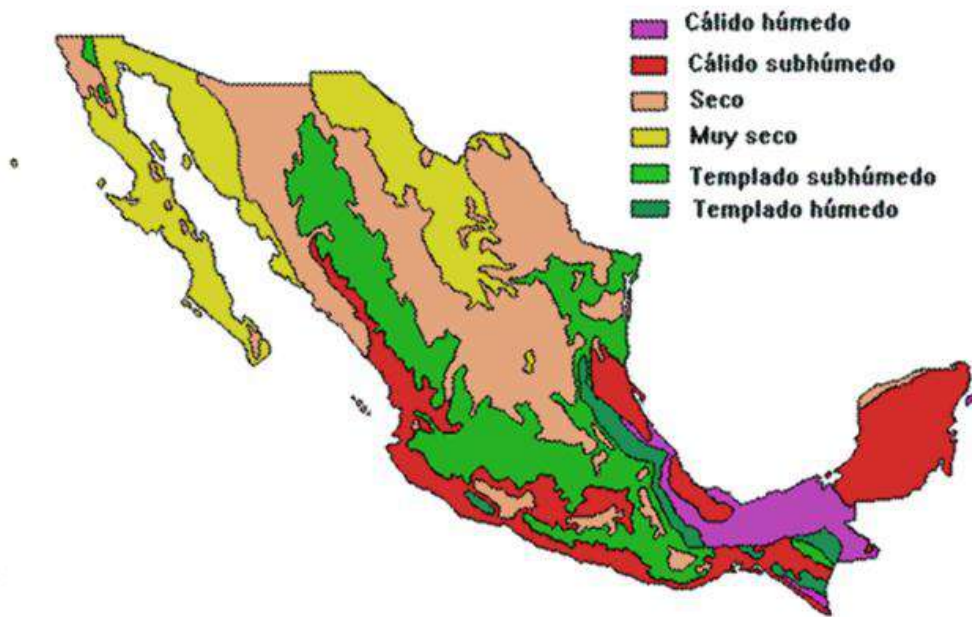 Cálido húmedo
Cálido subhúmedo
Seco
Muy seco
Templado subhúmedo
Templado húmedo